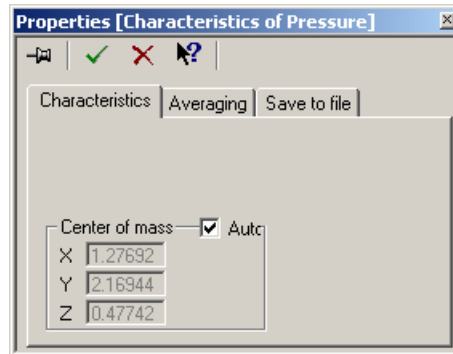 Properties [Characteristics of Pressure]
Characteristics Averaging Save to file
Center of mass Auto
X 1.27692
Y 2.16944
Z 0.47742